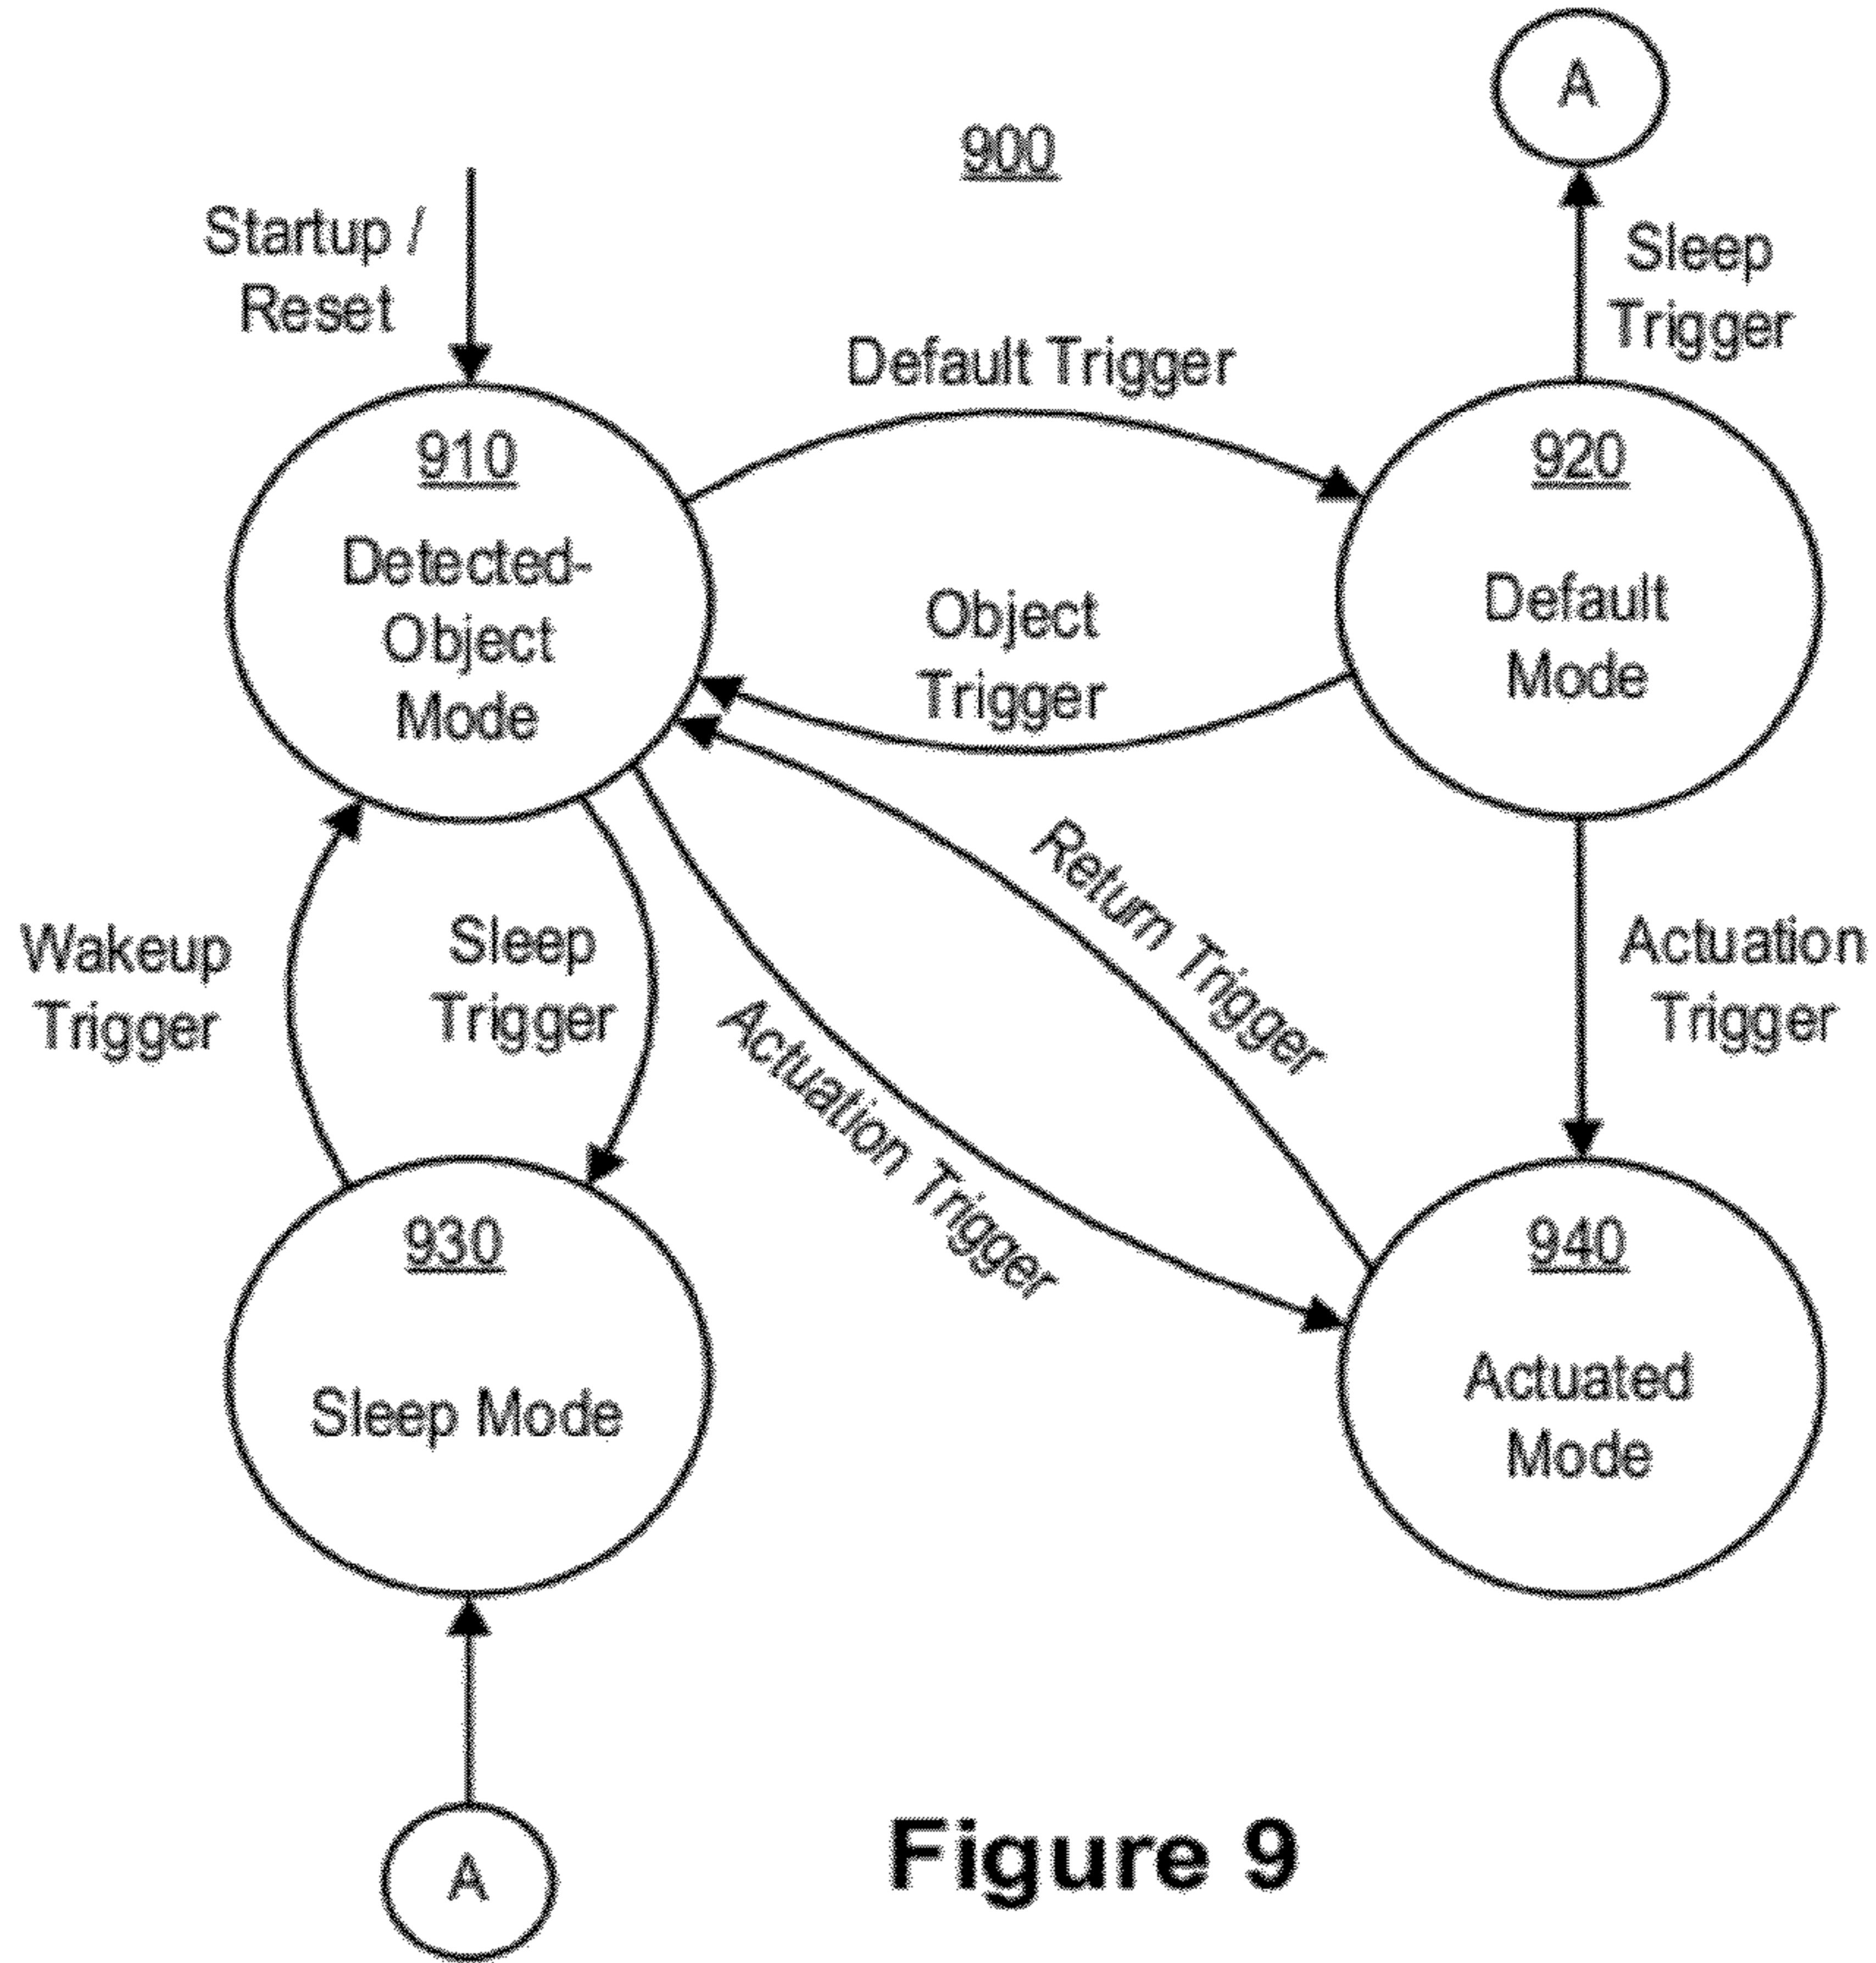 A
900
Startup /
Reset
Sleep
Trigger
Default Trigger
910
Detected-
Object
Mode
920
Default
Mode
Object
Trigger
Return Trigger
Wakeup
Trigger
Sleep
Trigger
Actuation Trigger
Actuation
Trigger
930
Sleep Mode
940
Actuated
Mode
A
Figure 9